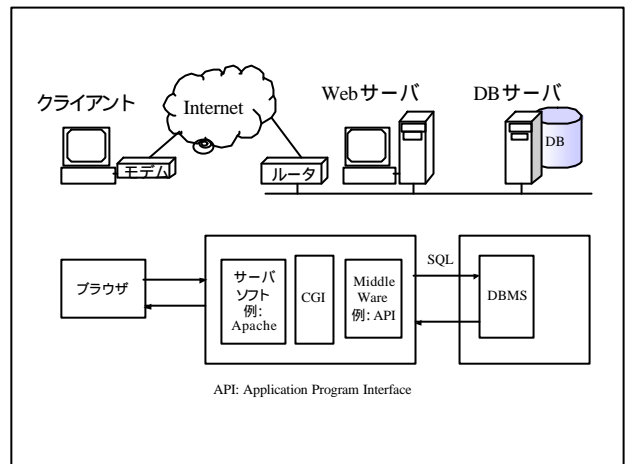 クライアント
Internet
Webサーバ
DBサーバ
DB
モデム
ルータ
ブラウザ
サーバ
ソフト
例:
Apache
CGI
Middle
Ware
例: API
SQL
DBMS
API: Application Program Interface